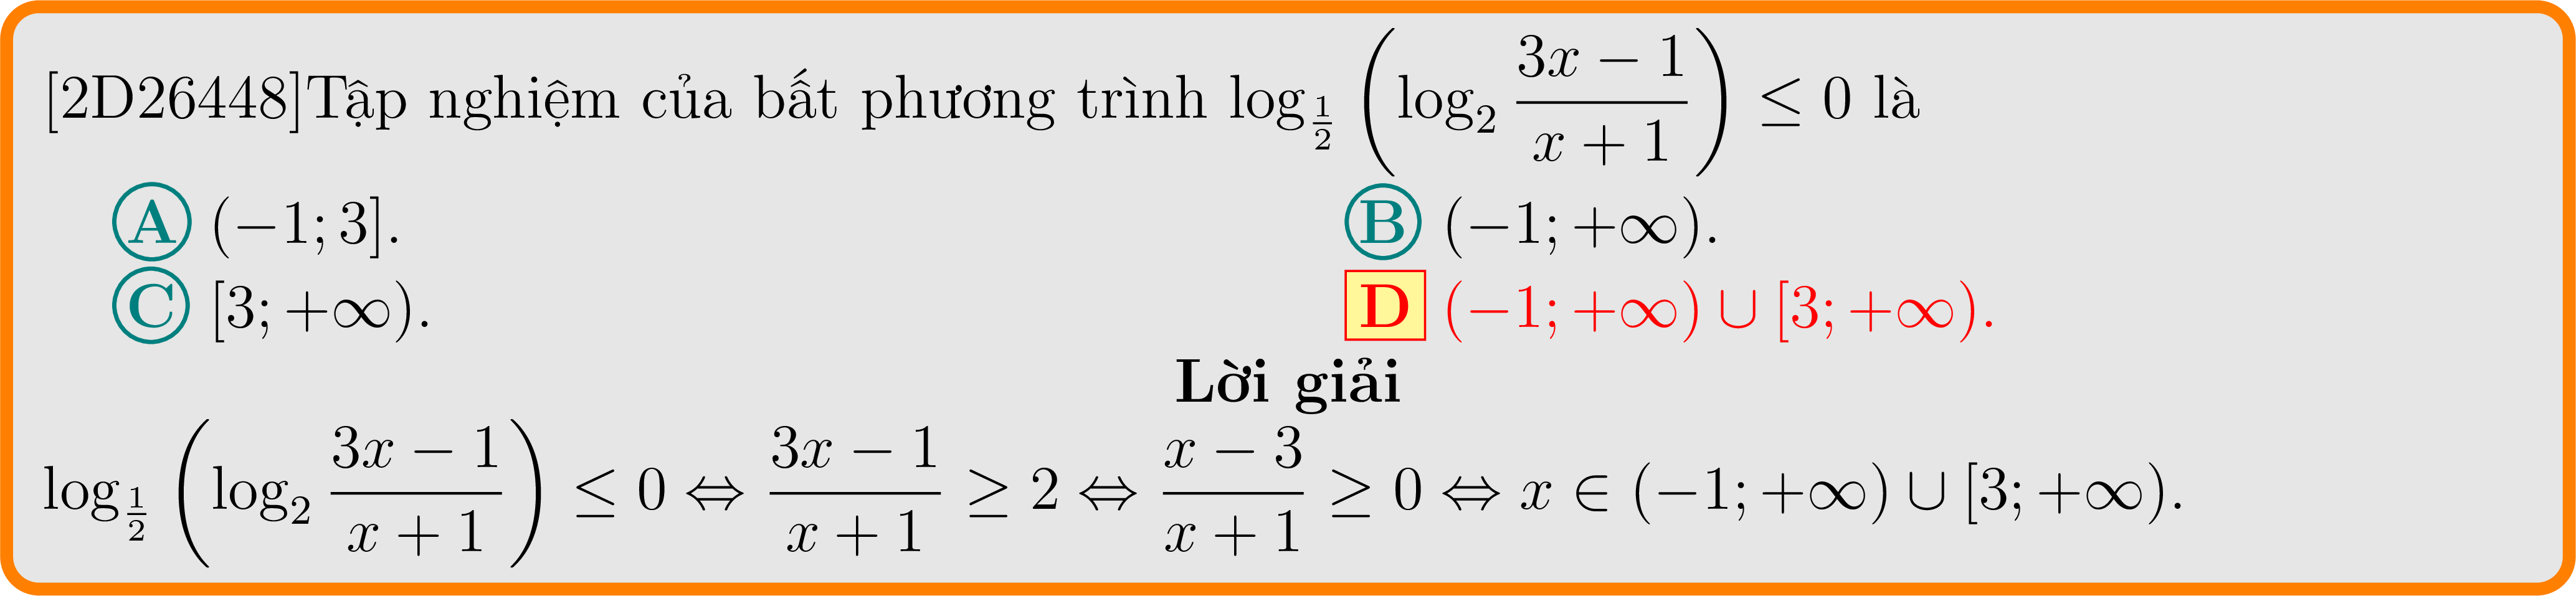 [2D26448]Tập nghiệm của bất phương trình $\log_{\frac{1}{2}} \left( \log_2 \frac{3x-1}{x+1} \right) \leq 0$ là
A $(-1; 3]$.
B $(-1; +\infty)$.
C $[3; +\infty)$.
D $(-1; +\infty) \cup [3; +\infty)$.
Lời giải
$\log_{\frac{1}{2}} \left( \log_2 \frac{3x-1}{x+1} \right) \leq 0 \Leftrightarrow \frac{3x-1}{x+1} \geq 2 \Leftrightarrow \frac{x-3}{x+1} \geq 0 \Leftrightarrow x \in (-1; +\infty) \cup [3; +\infty)$.